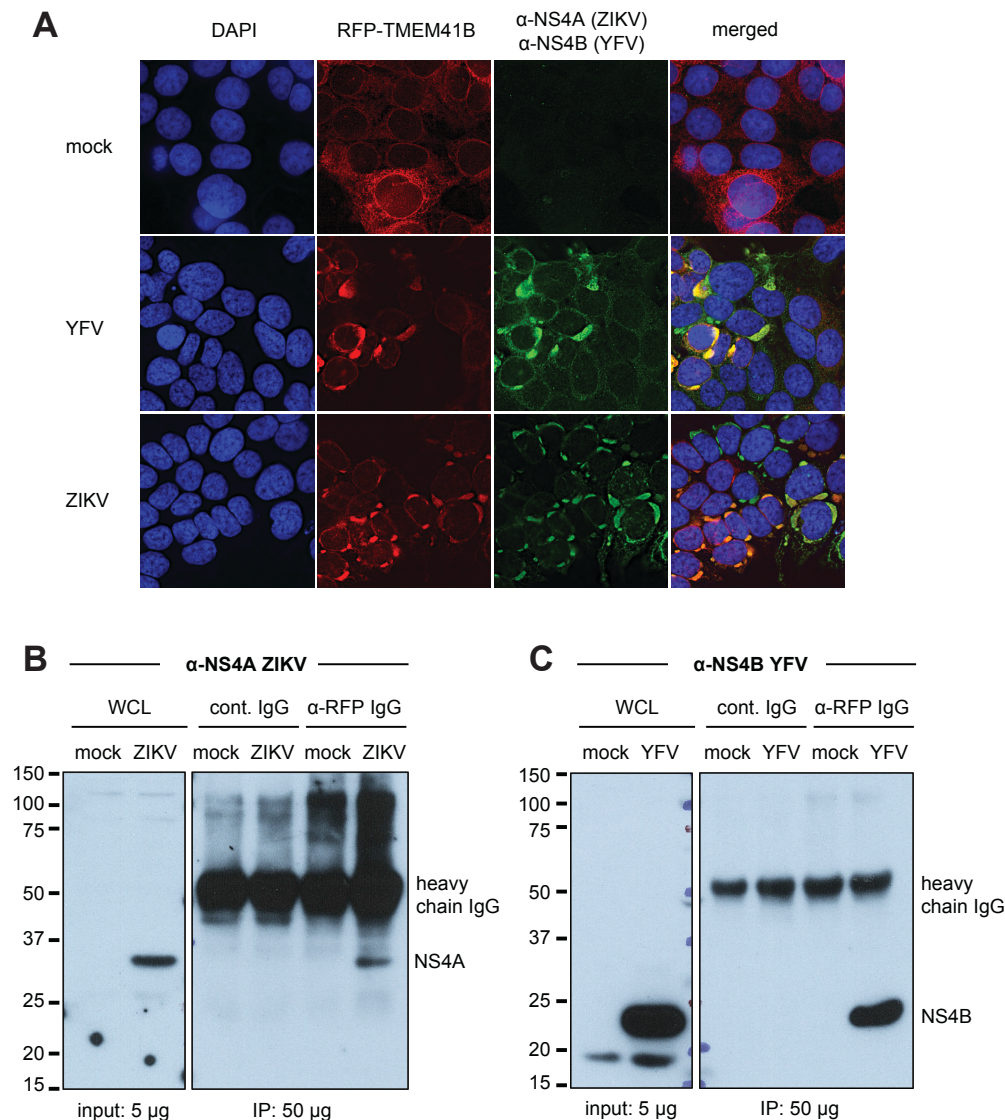 A
DAPI RFP-TMEM41B α-NS4A (ZIKV) merged
α-NS4B (YFV)
mock
YFV
ZIKV
B
α-NS4A ZIKV
WCL cont. IgG α-RFP IgG
mock ZIKV mock ZIKV mock ZIKV
150
100
75
50
37
25
20
15
heavy
chain IgG
NS4A
input: 5 µg IP: 50 µg
C
α-NS4B YFV
WCL cont. IgG α-RFP IgG
mock YFV mock YFV mock YFV
150
100
75
50
37
25
20
15
heavy
chain IgG
NS4B
input: 5 µg IP: 50 µg